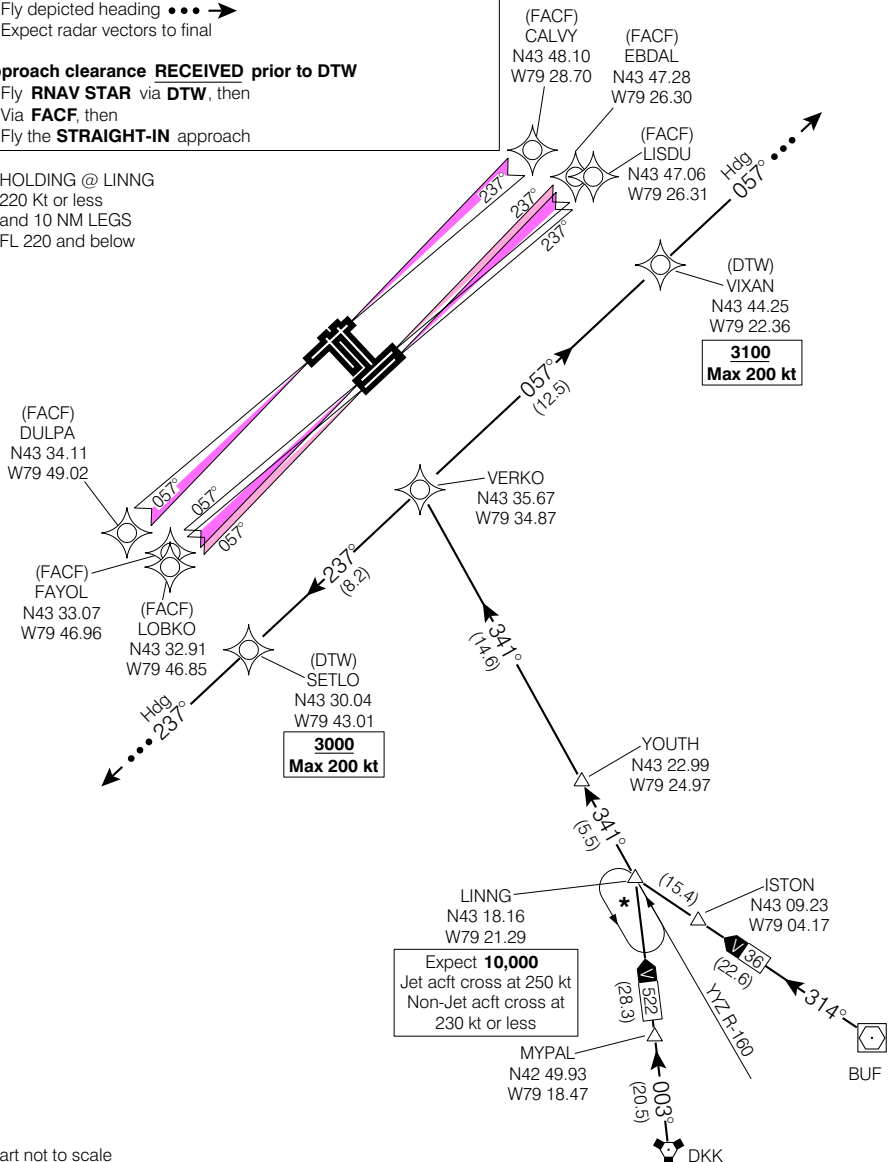 Fly depicted heading
Expect radar vectors to final
proach clearance RECEIVED prior to DTW
Fly RNAV STAR via DTW, then
Via FACF, then
Fly the STRAIGHT-IN approach
HOLDING @ LINNG
220 Kt or less
and 10 NM LEGS
FL 220 and below
(FACF)
CALVY
N43 48.10
W79 28.70
(FACF)
EBDAL
N43 47.28
W79 26.30
(FACF)
LISDU
N43 47.06
W79 26.31
Hdg
057°
237°
237°
237°
(DTW)
VIXAN
N43 44.25
W79 22.36
3100
Max 200 kt
057°
(12.5)
(FACF)
DULPA
N43 34.11
W79 49.02
057°
057°
057°
VERKO
N43 35.67
W79 34.87
237°
(8.2)
(FACF)
FAYOL
N43 33.07
W79 46.96
(FACF)
LOBKO
N43 32.91
W79 46.85
(DTW)
SETLO
N43 30.04
W79 43.01
3000
Max 200 kt
Hdg
237°
341°
(14.6)
YOUTH
N43 22.99
W79 24.97
341°
(5.5)
LINNG
N43 18.16
W79 21.29
Expect 10,000
Jet acft cross at 250 kt
Non-Jet acft cross at
230 kt or less
*
(15.4)
ISTON
N43 09.23
W79 04.17
V 36
(22.6)
314°
BUF
V 522
(28.3)
YYZ R-160
MYPAL
N42 49.93
W79 18.47
003°
(20.5)
DKK
art not to scale